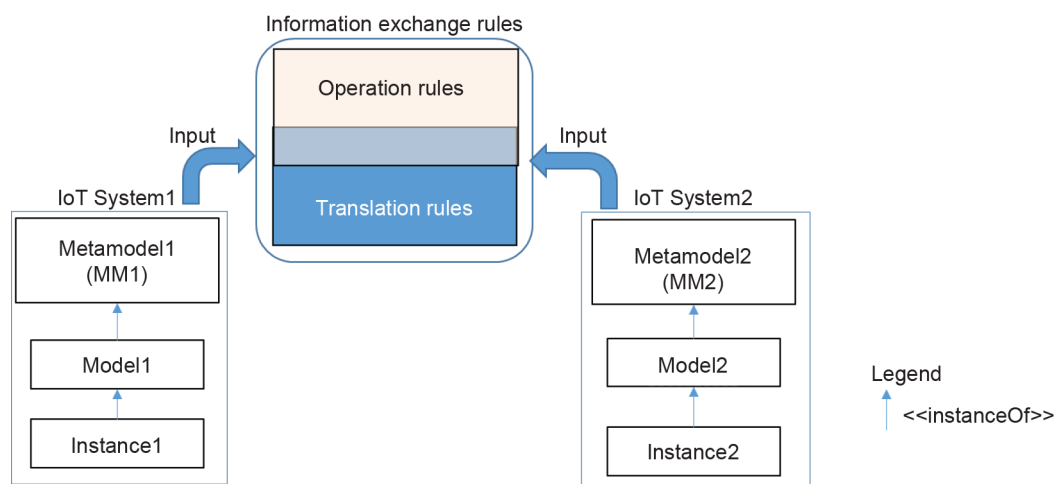 Information exchange rules
Operation rules
Input
Input
Translation rules
IoT System1
IoT System2
Metamodel1
(MM1)
Metamodel2
(MM2)
Model1
Model2
Legend
<<instanceOf>>
Instance1
Instance2